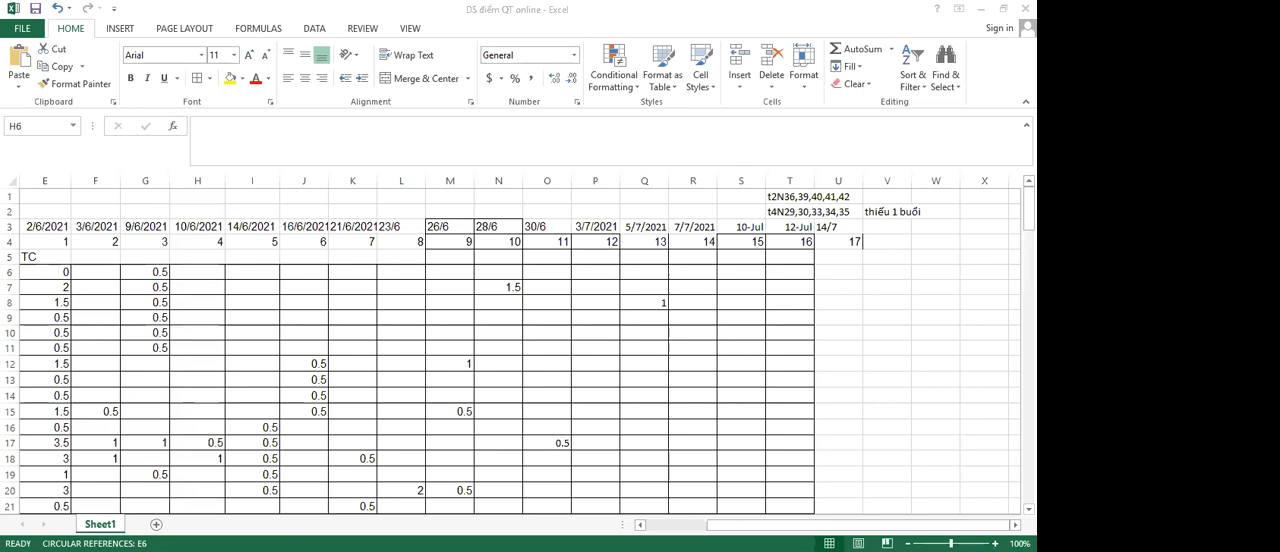 DS điểm QT online - Excel
FILE HOME INSERT PAGE LAYOUT FORMULAS DATA REVIEW VIEW Sign in
Paste Cut Copy Format Painter Clipboard
Arial 11 B I U A Font
Wrap Text Merge & Center Alignment
General $ % , Number
Conditional Formatting Format as Table Cell Styles Styles
Insert Delete Format Cells
AutoSum Fill Clear Sort & Filter Find & Select Editing
H6 fx
E F G H I J K L M N O P Q R S T U V W X
1 t2N36,39,40,41,42
2 t4N29,30,33,34,35 thiếu 1 buổi
3 2/6/2021 3/6/2021 9/6/2021 10/6/2021 14/6/2021 16/6/2021 21/6/2021 23/6 26/6 28/6 30/6 3/7/2021 5/7/2021 7/7/2021 10-Jul 12-Jul 14/7
4 1 2 3 4 5 6 7 8 9 10 11 12 13 14 15 16 17
5 TC
6 0 0.5
7 2 0.5 1.5
8 1.5 0.5 1
9 0.5 0.5
10 0.5 0.5
11 0.5 0.5
12 1.5 0.5 1
13 0.5 0.5
14 0.5 0.5
15 1.5 0.5 0.5 0.5
16 0.5 0.5
17 3.5 1 1 0.5 0.5 0.5
18 3 1 1 0.5 0.5
19 1 0.5 0.5
20 3 0.5 2 0.5
21 0.5 0.5
Sheet1
READY CIRCULAR REFERENCES: E6 100%